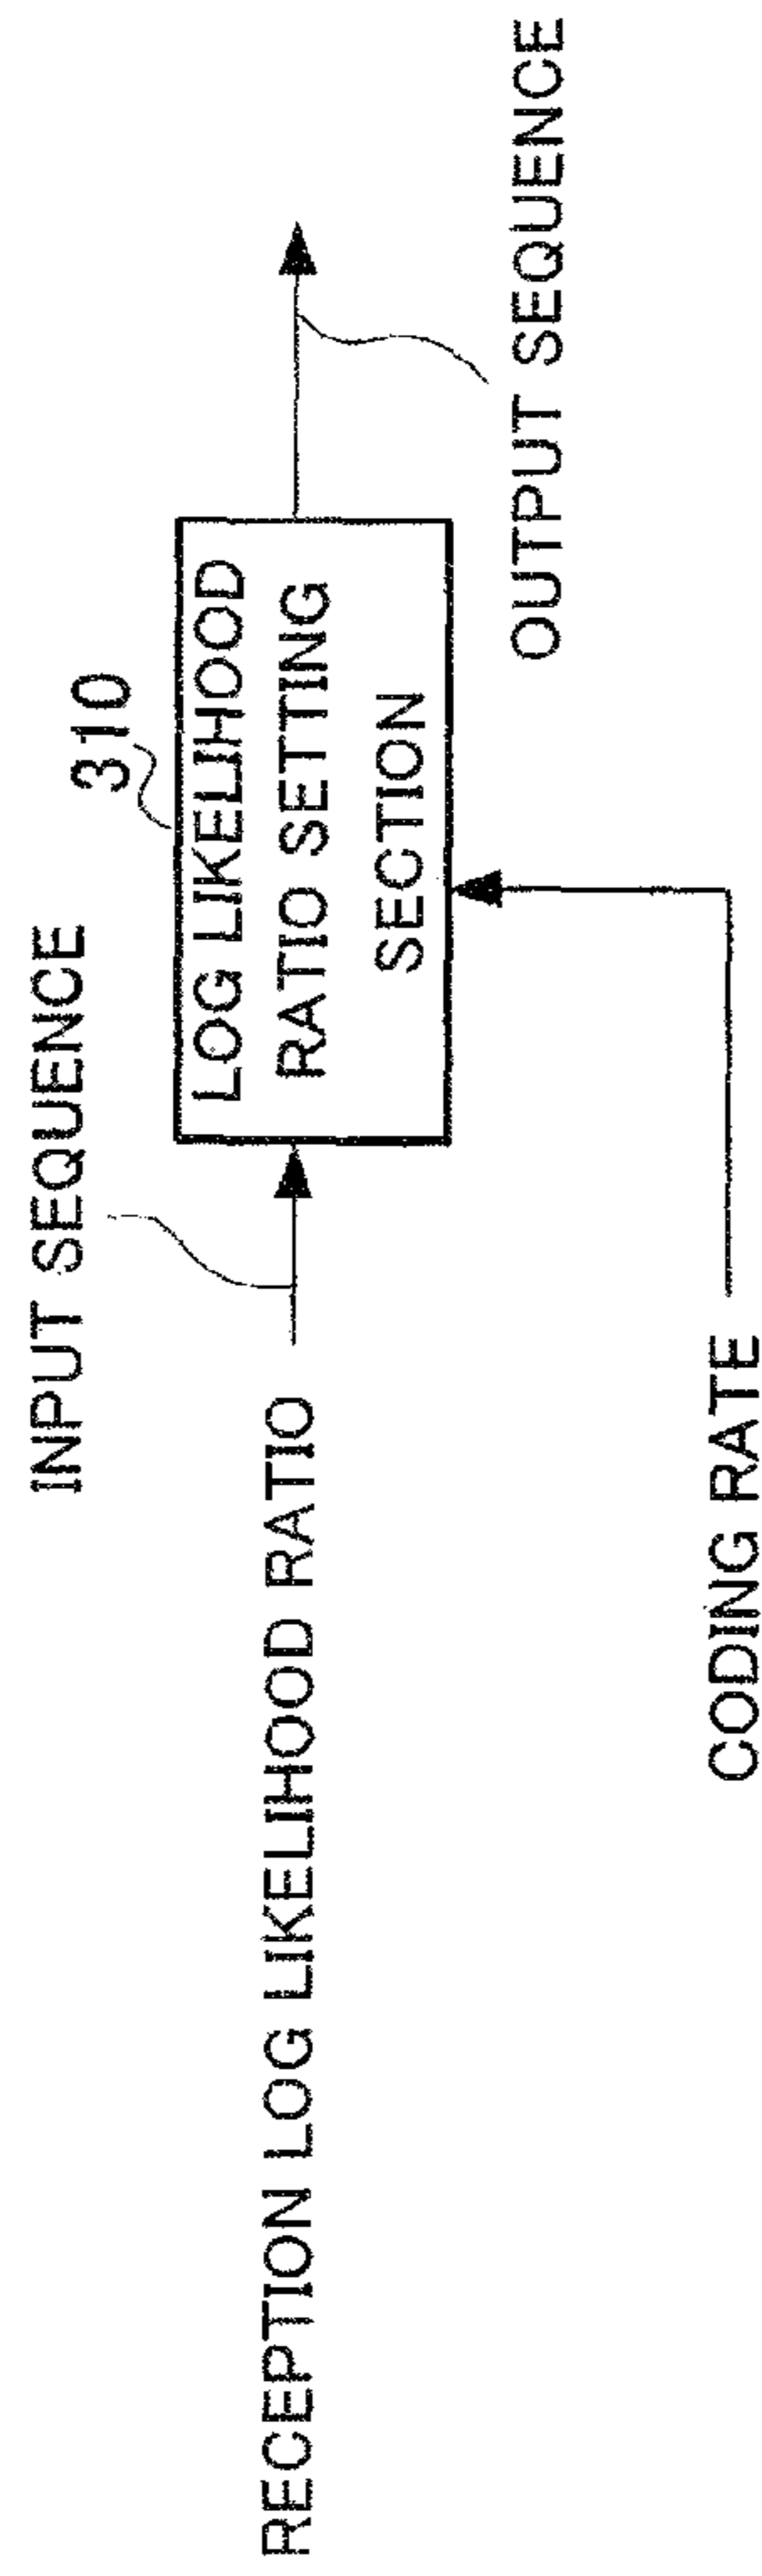 INPUT SEQUENCE
310
RECEPTION LOG LIKELIHOOD RATIO
LOG LIKELIHOOD
RATIO SETTING
SECTION
OUTPUT SEQUENCE
CODING RATE